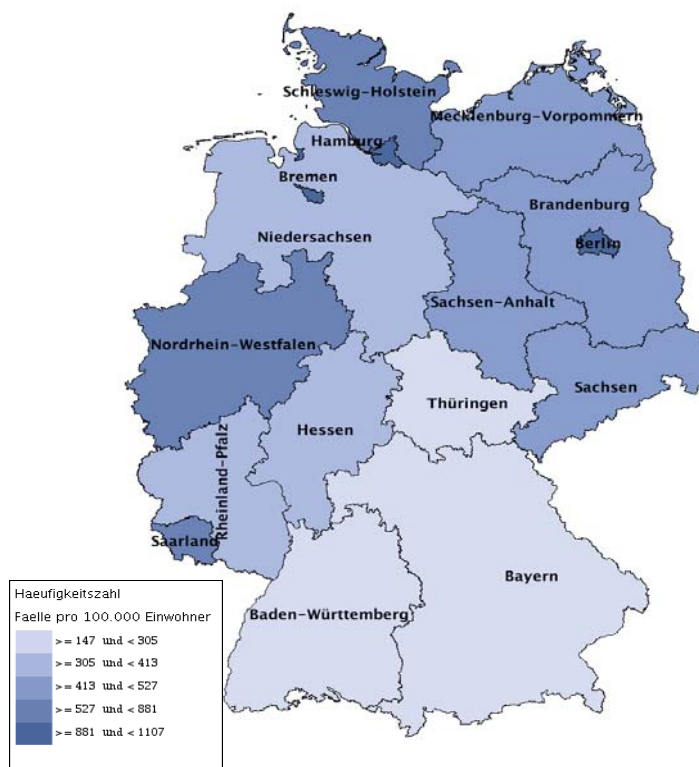 Schleswig-Holstein
Mecklenburg-Vorpommern
Hamburg
Bremen
Brandenburg
Niedersachsen
Berlin
Sachsen-Anhalt
Nordrhein-Westfalen
Sachsen
Thüringen
Hessen
Rheinland-Pfalz
Saarland
Bayern
Baden-Württemberg
Haeufigkeitszahl
Faelle pro 100.000 Einwohner
>= 147 und < 305
>= 305 und < 413
>= 413 und < 527
>= 527 und < 881
>= 881 und < 1107